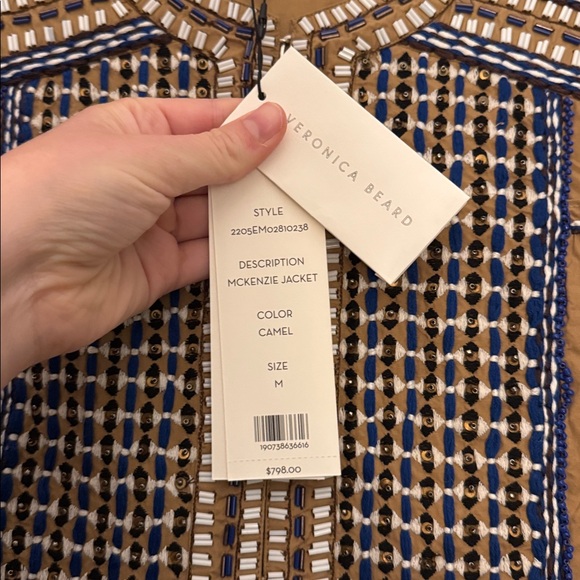 VERONICA BEARD
STYLE
2205EM02810238
DESCRIPTION
MCKENZIE JACKET
COLOR
CAMEL
SIZE
M
190738636616
$798.00